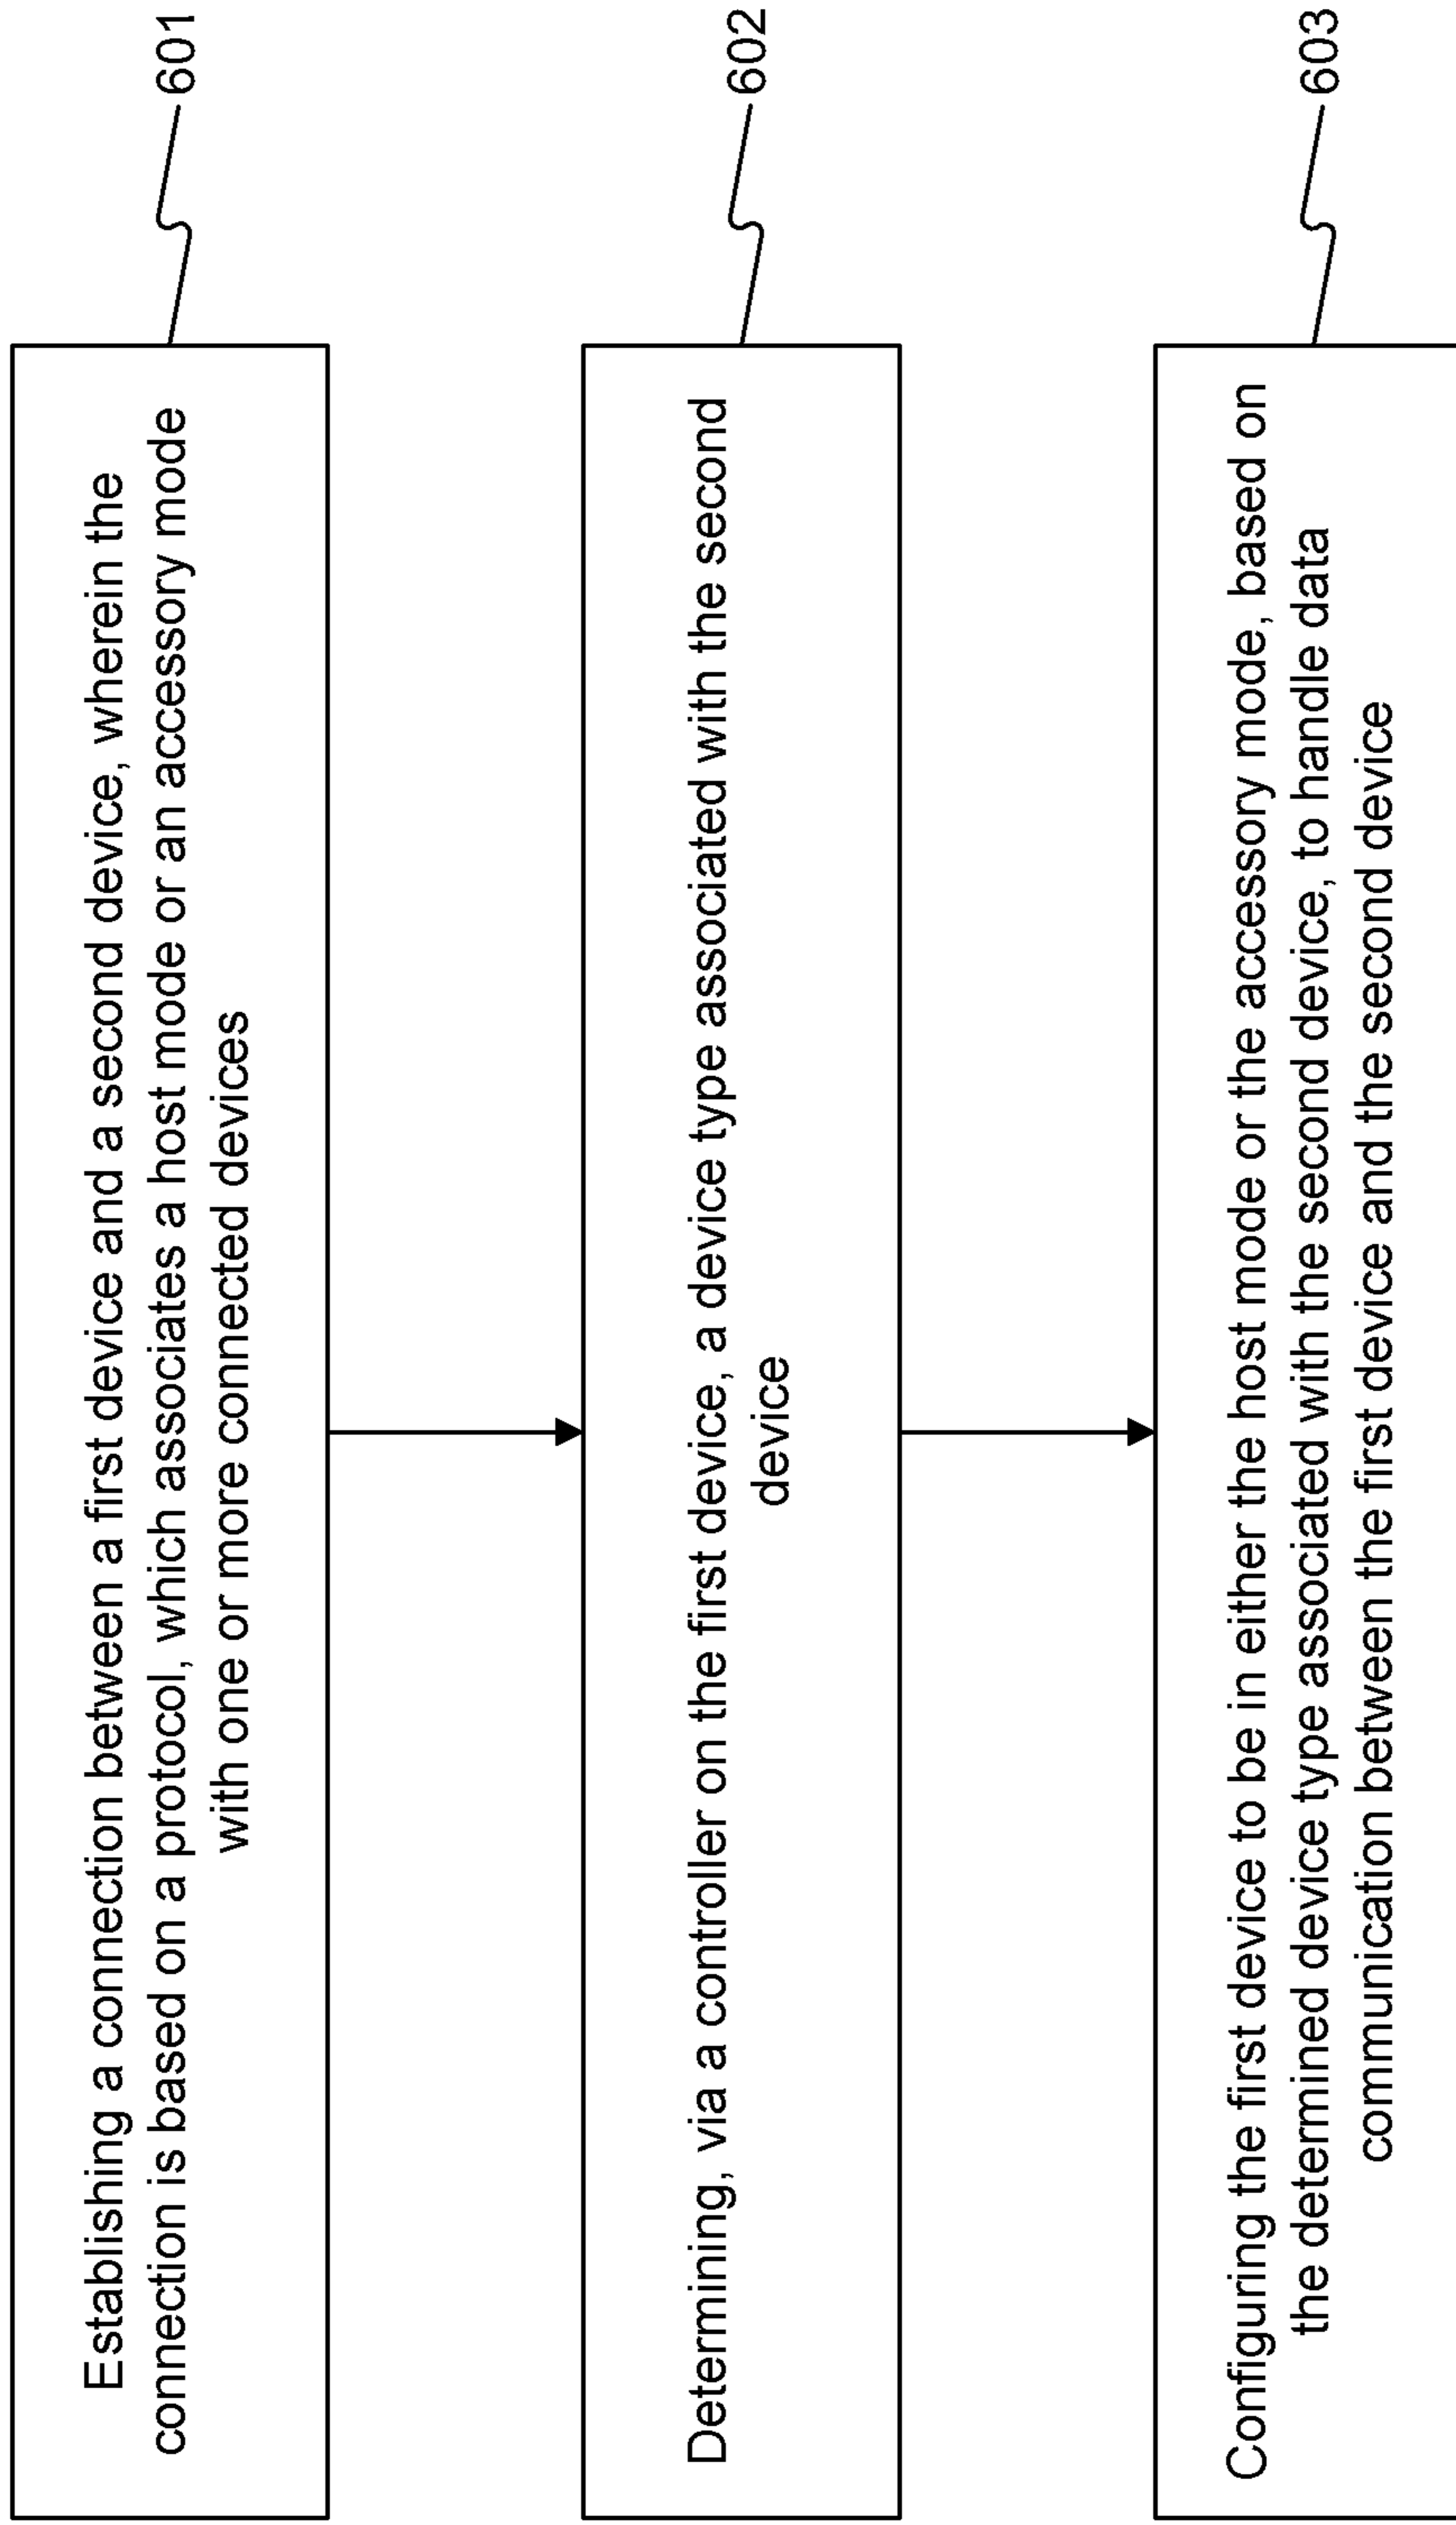 Establishing a connection between a first device and a second device, wherein the
connection is based on a protocol, which associates a host mode or an accessory mode
with one or more connected devices
601
Determining, via a controller on the first device, a device type associated with the second
device
602
Configuring the first device to be in either the host mode or the accessory mode, based on
the determined device type associated with the second device, to handle data
communication between the first device and the second device
603